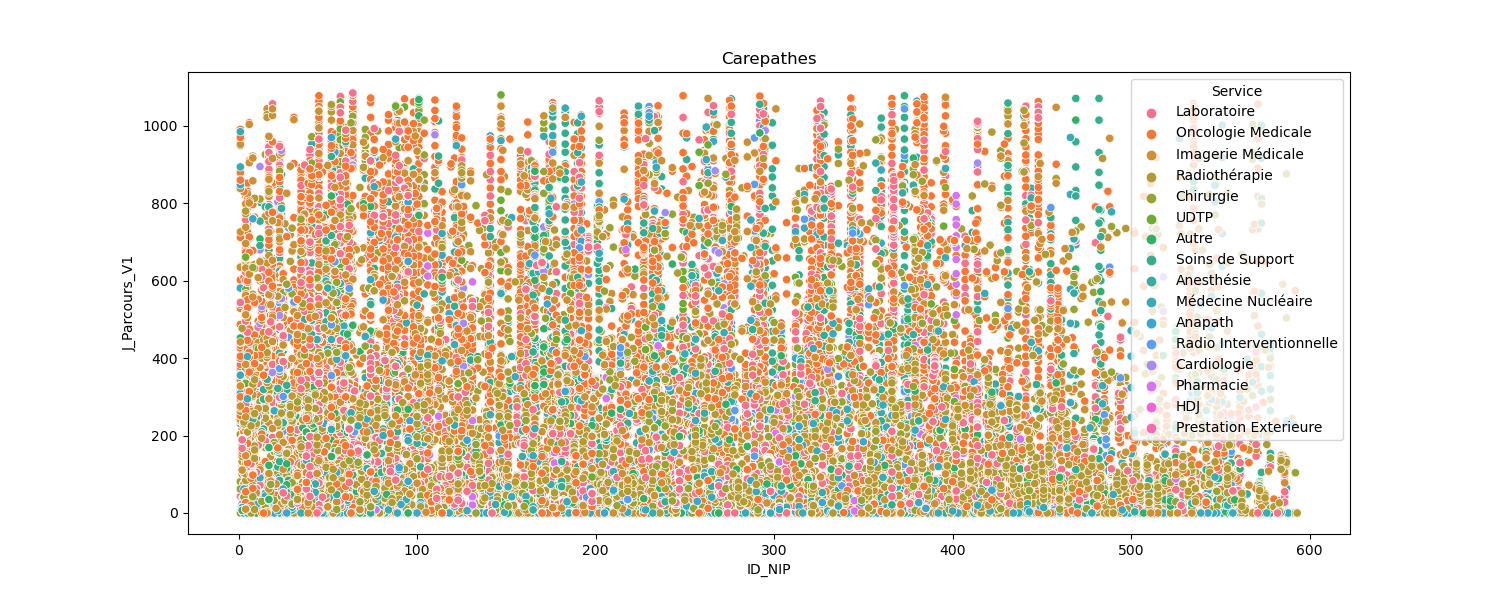 Carepathes
J_Parcours_V1
1000
800
600
400
200
0
0 100 200 300 400 500 600
ID_NIP
Service
Laboratoire
Oncologie Medicale
Imagerie Médicale
Radiothérapie
Chirurgie
UDTP
Autre
Soins de Support
Anesthésie
Médecine Nucléaire
Anapath
Radio Interventionnelle
Cardiologie
Pharmacie
HDJ
Prestation Exterieure